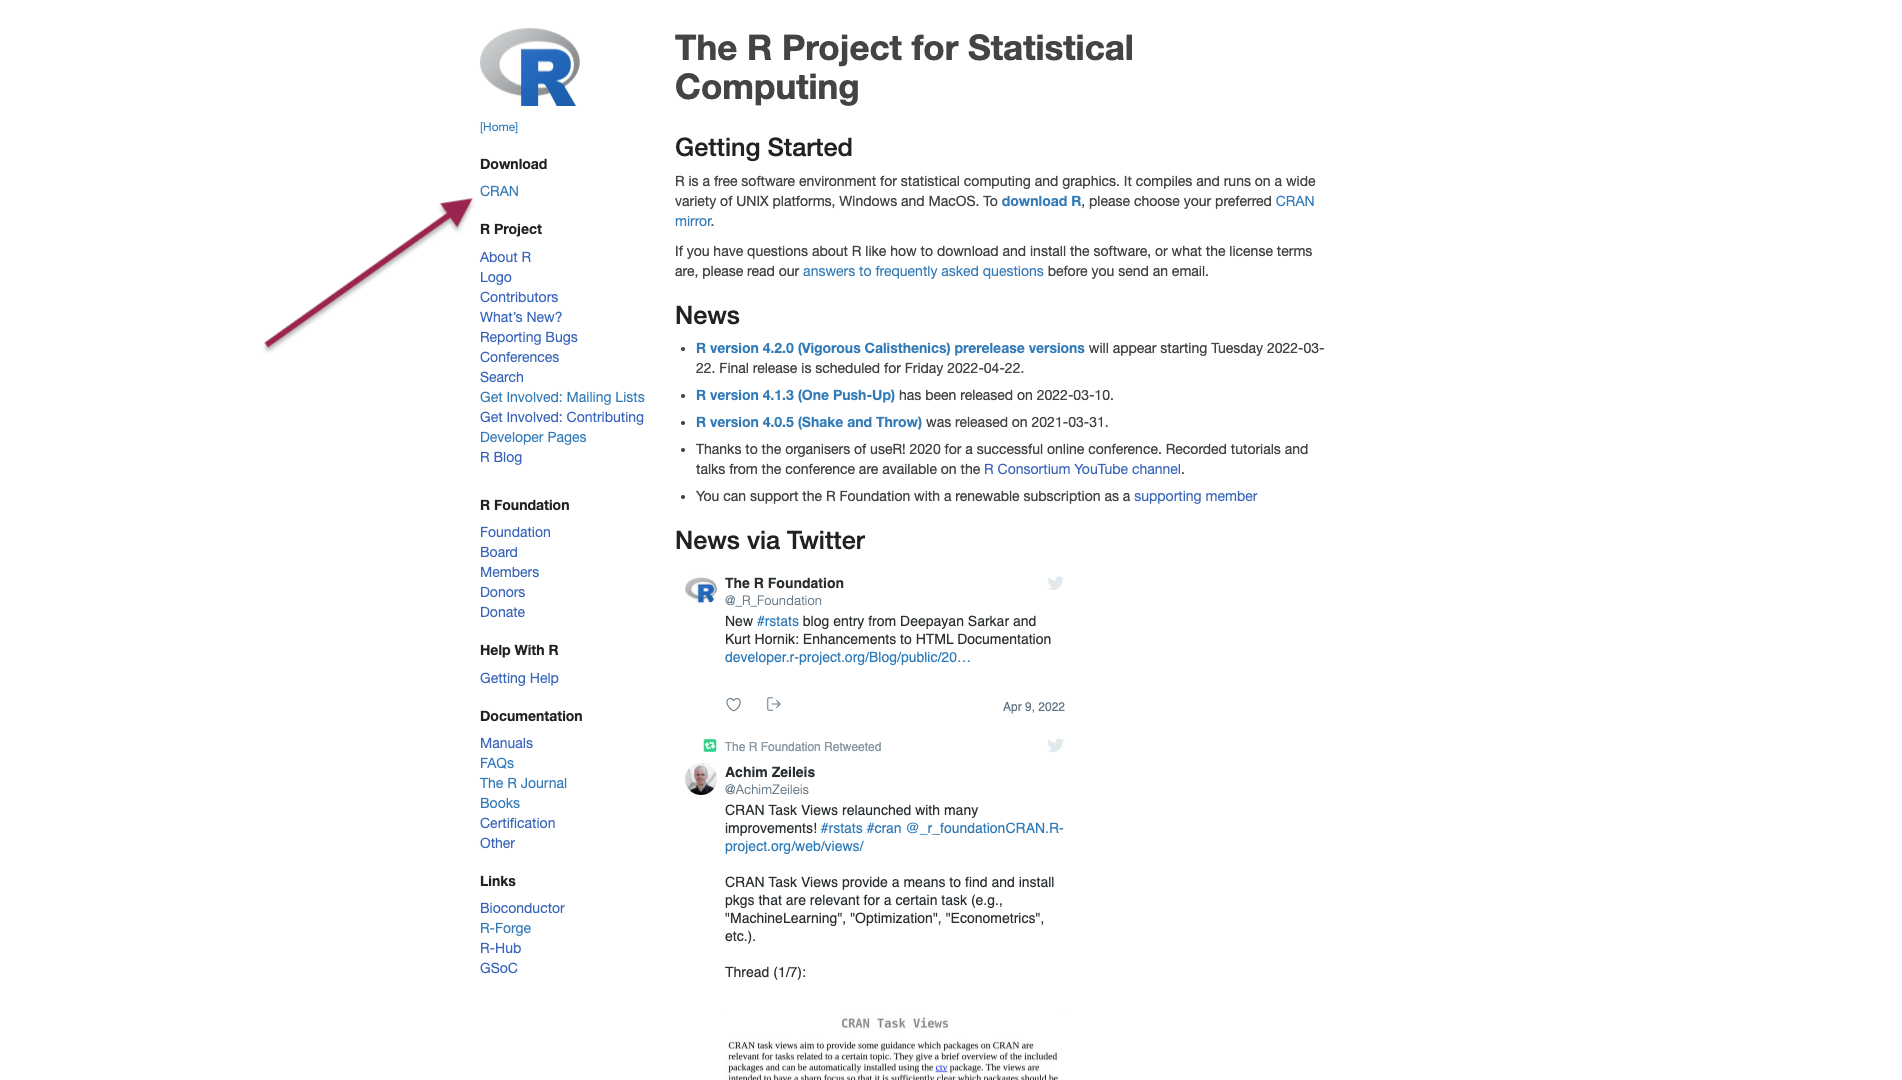 R
[Home]
Download
CRAN
R Project
About R
Logo
Contributors
What's New?
Reporting Bugs
Conferences
Search
Get Involved: Mailing Lists
Get Involved: Contributing
Developer Pages
R Blog
R Foundation
Foundation
Board
Members
Donors
Donate
Help With R
Getting Help
Documentation
Manuals
FAQs
The R Journal
Books
Certification
Other
Links
Bioconductor
R-Forge
R-Hub
GSoC
The R Project for Statistical
Computing
Getting Started
R is a free software environment for statistical computing and graphics. It compiles and runs on a wide
variety of UNIX platforms, Windows and MacOS. To download R, please choose your preferred CRAN
mirror.
If you have questions about R like how to download and install the software, or what the license terms
are, please read our answers to frequently asked questions before you send an email.
News
• R version 4.2.0 (Vigorous Calisthenics) prerelease versions will appear starting Tuesday 2022-03-
22. Final release is scheduled for Friday 2022-04-22.
• R version 4.1.3 (One Push-Up) has been released on 2022-03-10.
• R version 4.0.5 (Shake and Throw) was released on 2021-03-31.
• Thanks to the organisers of useR! 2020 for a successful online conference. Recorded tutorials and
talks from the conference are available on the R Consortium YouTube channel.
• You can support the R Foundation with a renewable subscription as a supporting member
News via Twitter
R
The R Foundation
@_R_Foundation
New #rstats blog entry from Deepayan Sarkar and
Kurt Hornik: Enhancements to HTML Documentation
developer.r-project.org/Blog/public/20…
Apr 9, 2022
The R Foundation Retweeted
Achim Zeileis
@AchimZeileis
CRAN Task Views relaunched with many
improvements! #rstats #cran @_r_foundationCRAN.R-
project.org/web/views/
CRAN Task Views provide a means to find and install
pkgs that are relevant for a certain task (e.g.,
"MachineLearning", "Optimization", "Econometrics",
etc.).
Thread (1/7):
CRAN Task Views
CRAN task views aim to provide some guidance which packages on CRAN are
relevant for tasks related to a certain topic. They give a brief overview of the included
packages and can be automatically installed using the ctv package. The views are
intended to have a sharp focus so that it is sufficiently clear which packages should be